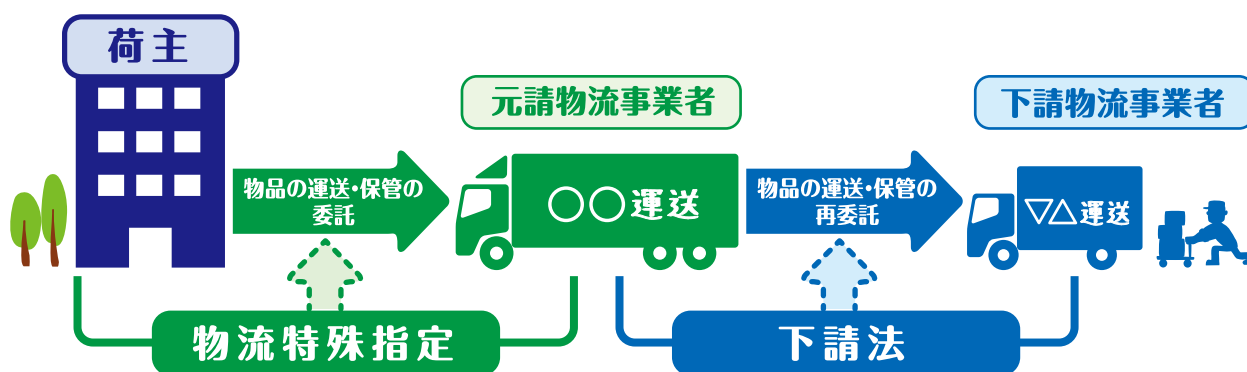 荷主
元請物流事業者
下請物流事業者
物品の運送・保管の
委託
○○運送
物品の運送・保管の
再委託
▽△運送
物流特殊指定
下請法